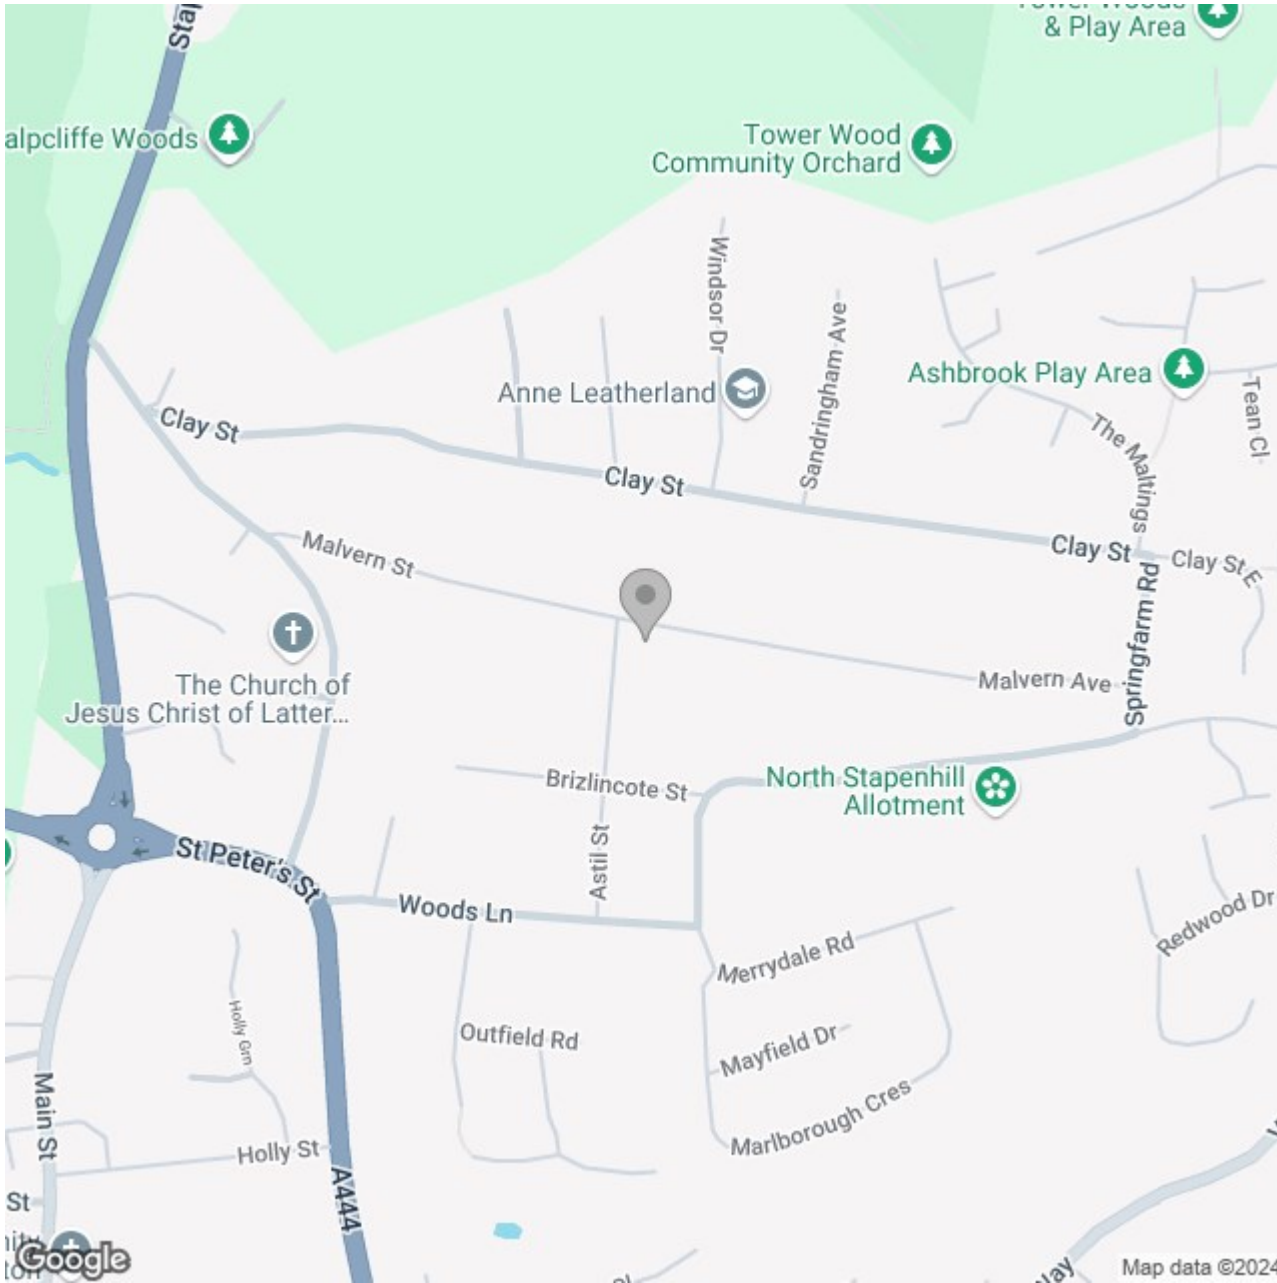 & Play Area
alpcliffe Woods
Tower Wood
Community Orchard
Windsor Dr
Sandringham Ave
Anne Leatherland
Ashbrook Play Area
Tean Cl
The Maltings
Clay St
Clay St
Clay St
Clay St E
Malvern St
Springfarm Rd
Malvern Ave
The Church of
Jesus Christ of Latter...
Brizlincote St
North Stapenhill
Allotment
Astil St
St Peter's St
Woods Ln
Redwood Dr
Merrydale Rd
Holly Grn
Outfield Rd
Mayfield Dr
Main St
Marlborough Cres
Holly St
A444
St
Google
Map data ©2024